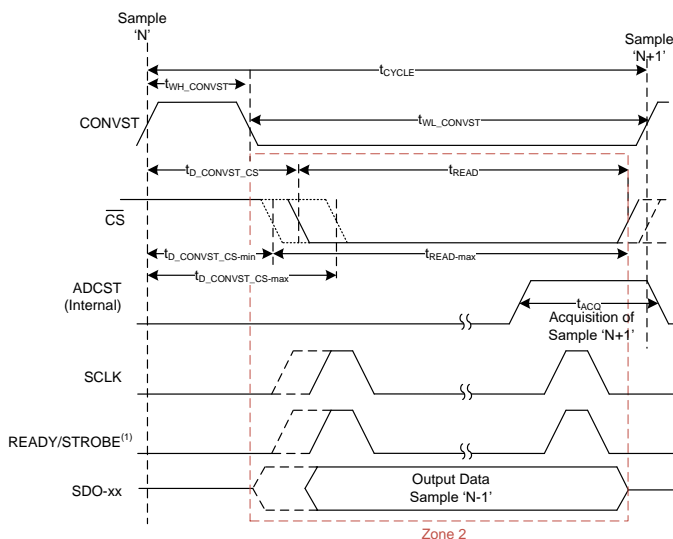 Sample
'N'
Sample
'N+1'
tCYCLE
tWH_CONVST
CONVST
tWL_CONVST
tD_CONVST_CS
tREAD
CS
tD_CONVST_CS-min
tREAD-max
tD_CONVST_CS-max
ADCST
(Internal)
tACQ
Acquisition of
Sample 'N+1'
SCLK
READY/STROBE(1)
Output Data
SDO-xx
Sample 'N-1'
Zone 2